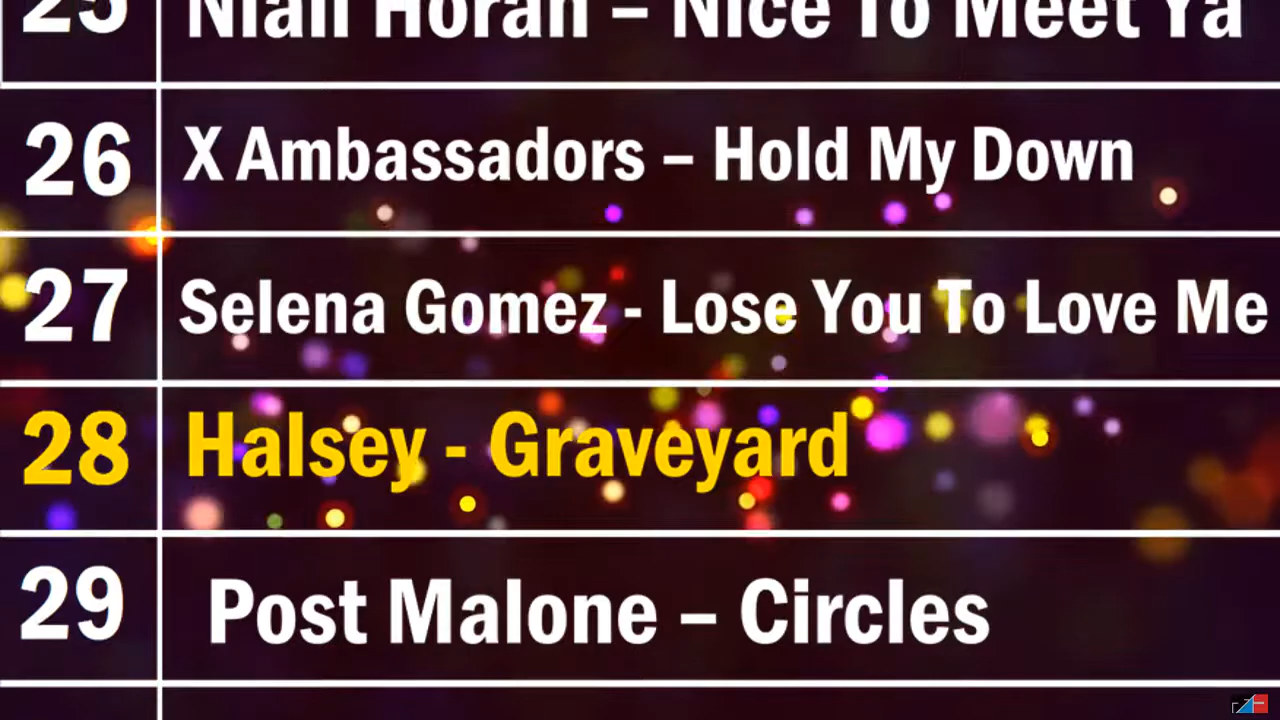 25 Niall Horan – Nice To Meet Ya
26 X Ambassadors – Hold My Down
27 Selena Gomez - Lose You To Love Me
28 Halsey - Graveyard
29 Post Malone – Circles